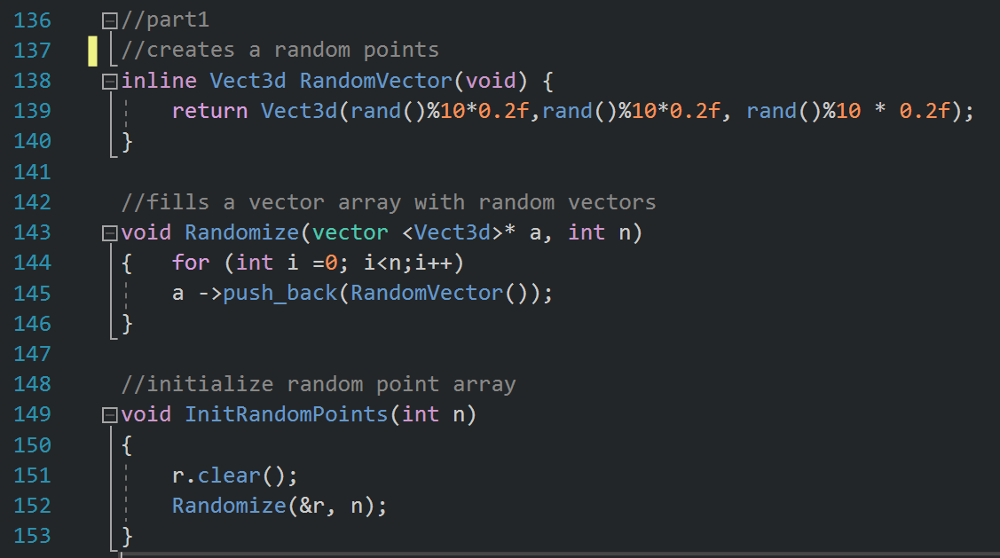 136 //part1
137 //creates a random points
138 inline Vect3d RandomVector(void) {
139 return Vect3d(rand()%10*0.2f,rand()%10*0.2f, rand()%10 * 0.2f);
140 }
141
142 //fills a vector array with random vectors
143 void Randomize(vector <Vect3d>* a, int n)
144 { for (int i =0; i<n;i++)
145 a ->push_back(RandomVector());
146 }
147
148 //initialize random point array
149 void InitRandomPoints(int n)
150 {
151 r.clear();
152 Randomize(&r, n);
153 }